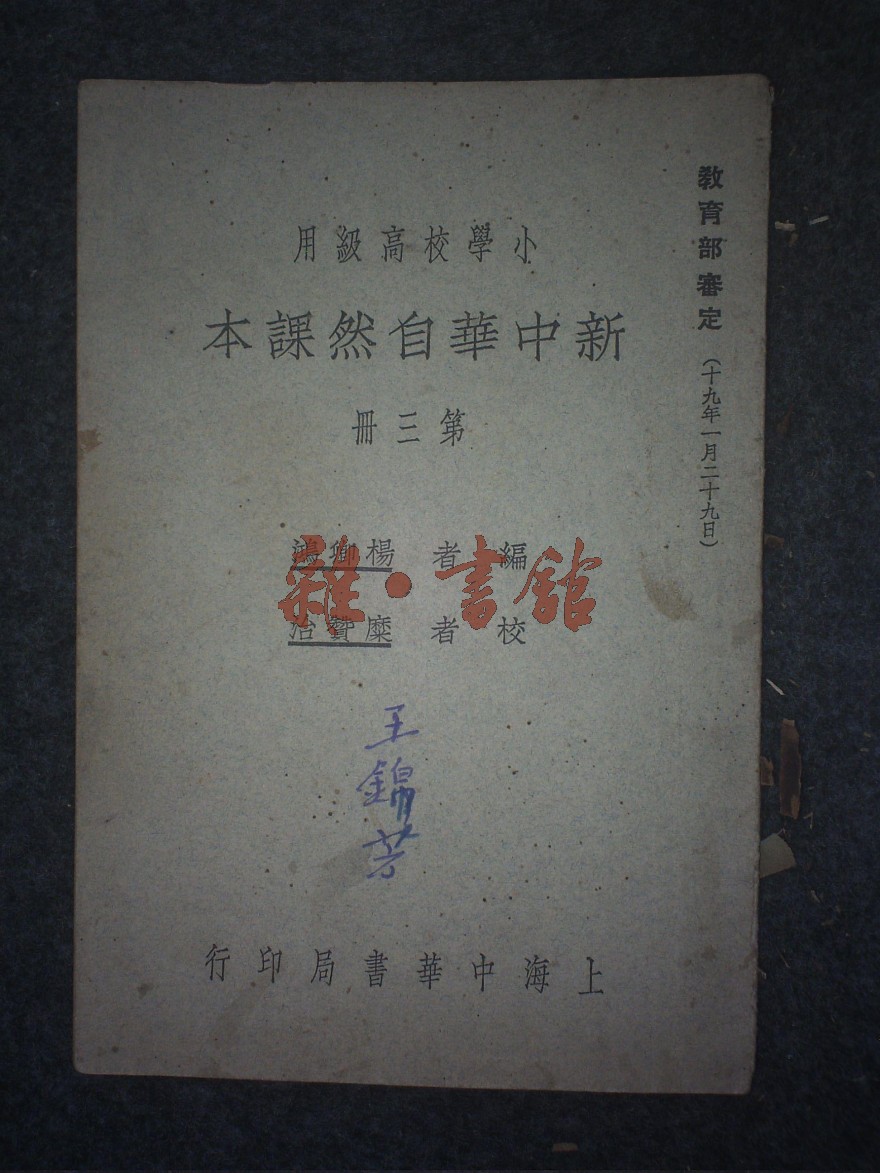 教育部審定（十九年一月二十九日）
小學校高級用
新中華自然課本
第三冊
編者 楊卿鴻
校者 糜贊治
雜·書館
王錦芳
上海中華書局印行